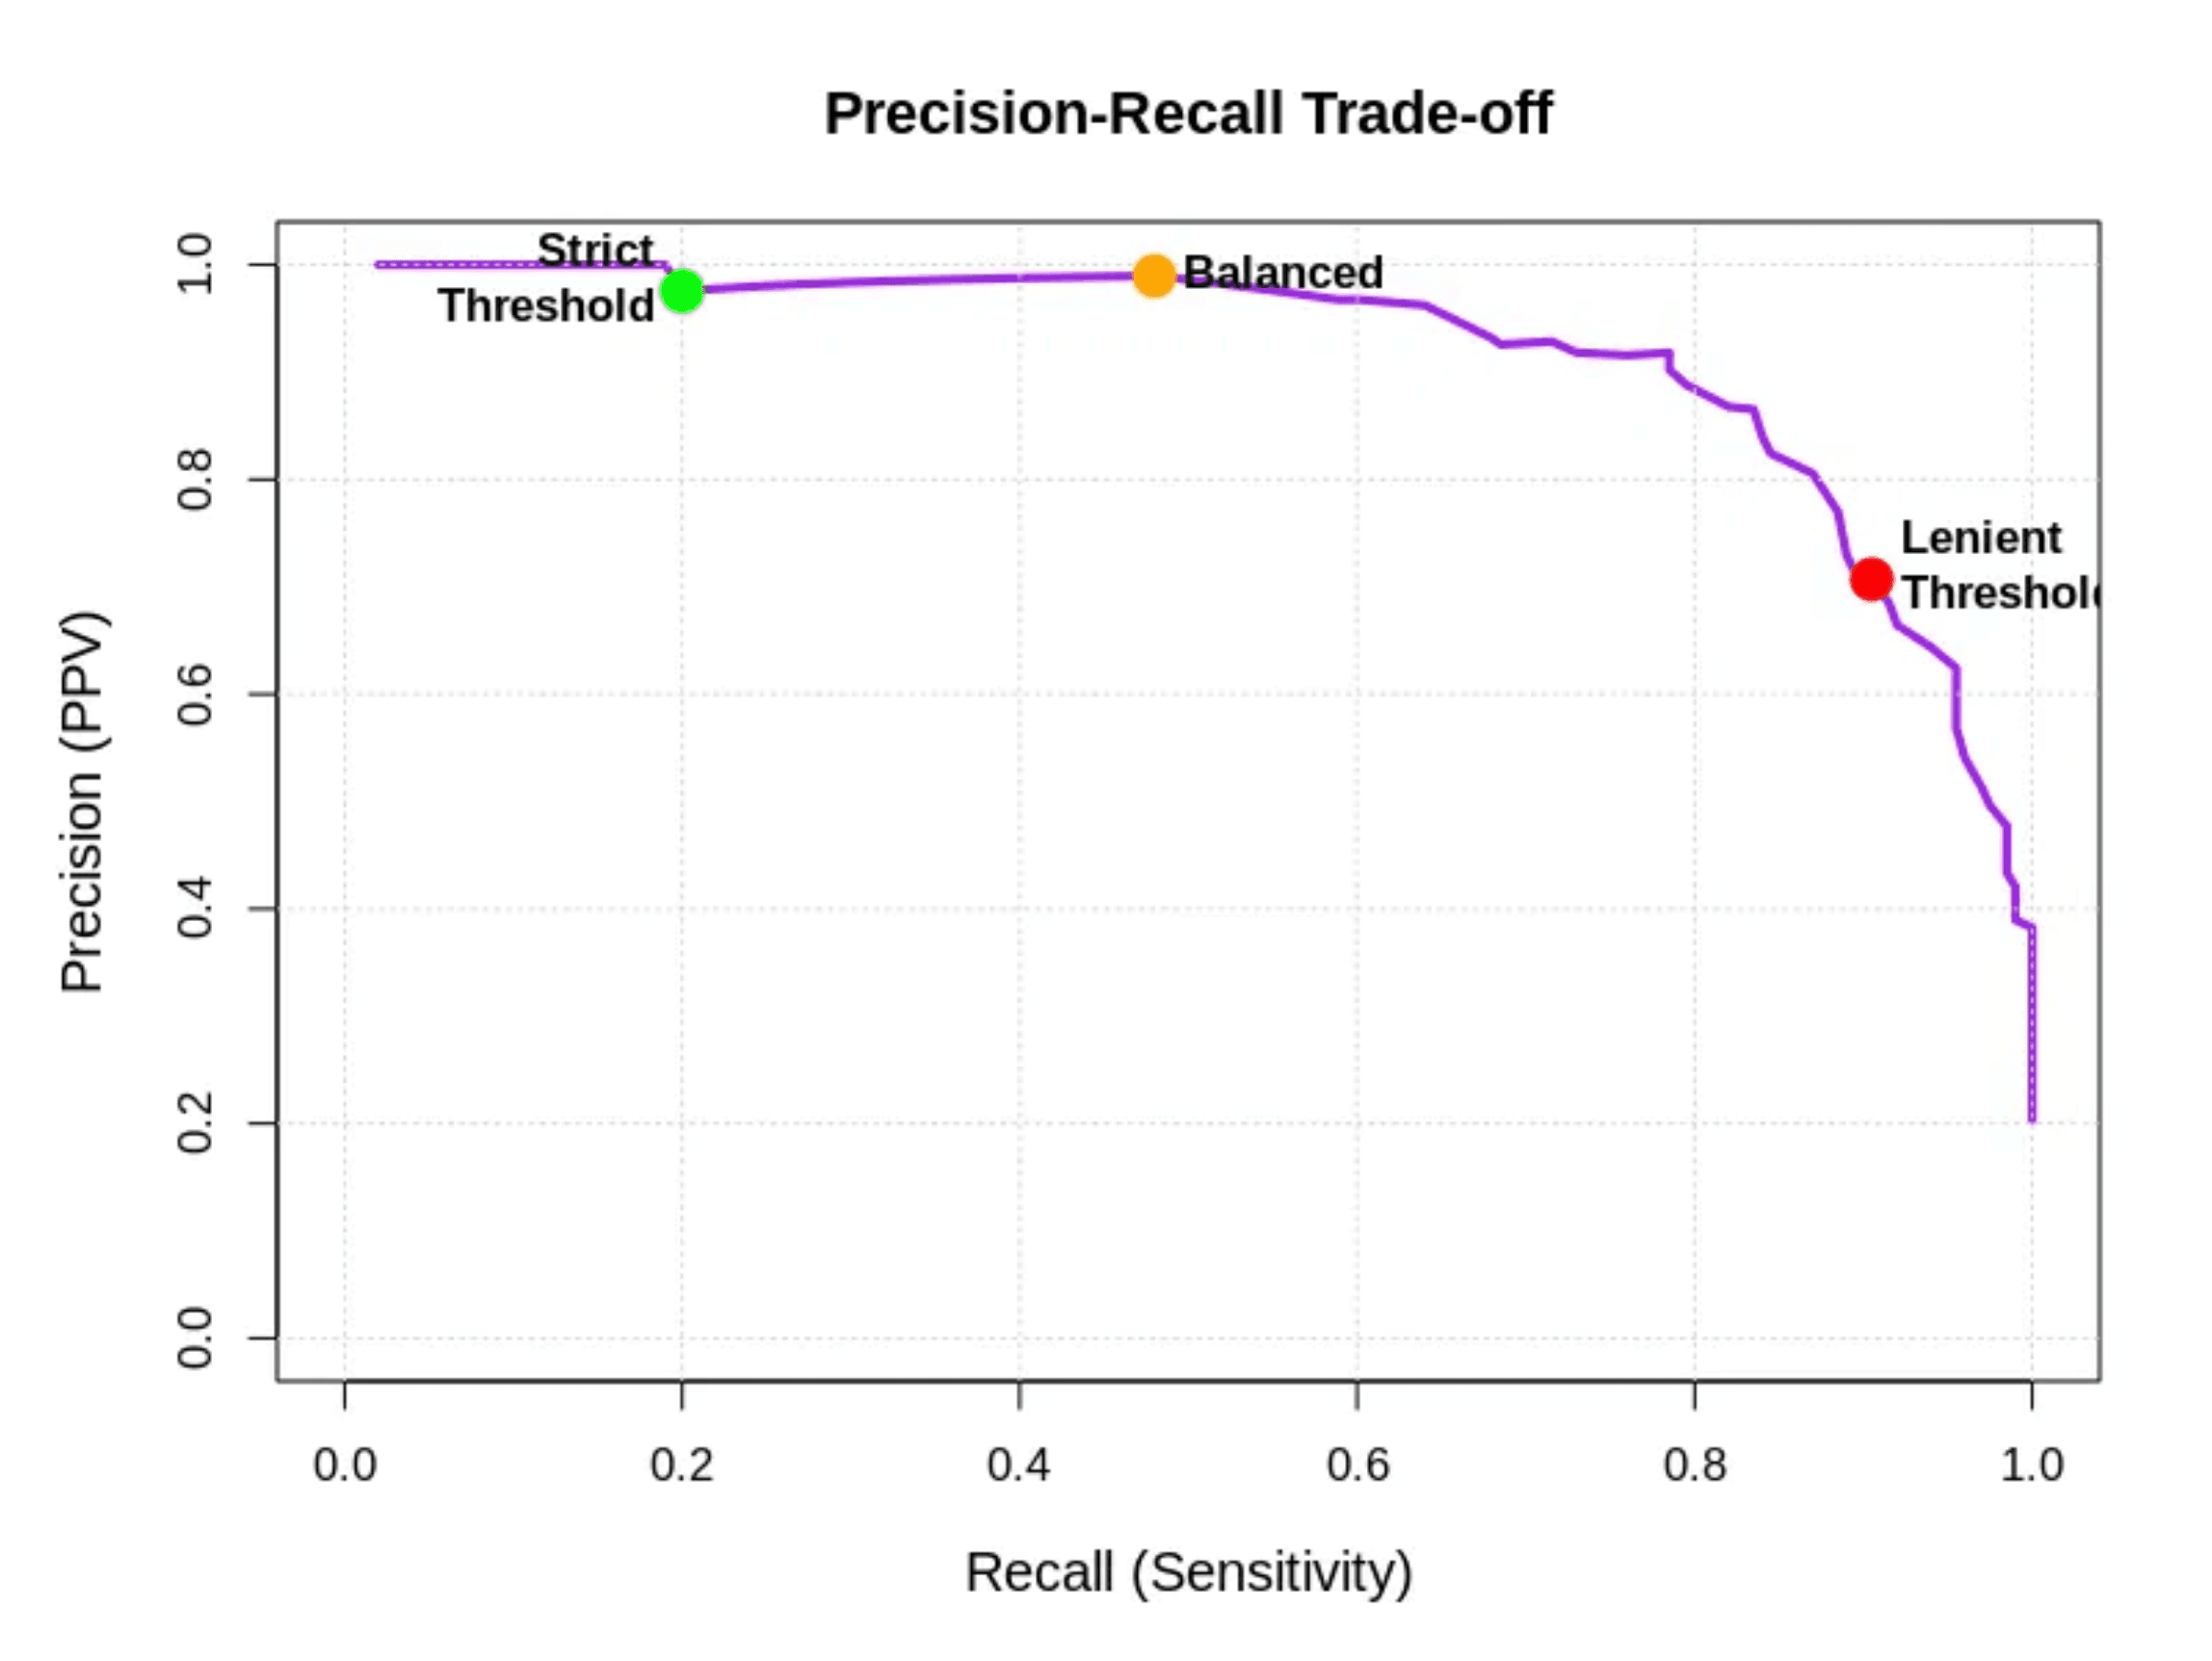 Precision-Recall Trade-off
Strict
Threshold
Balanced
Lenient
Threshol
Precision (PPV)
1.0
0.8
0.6
0.4
0.2
0.0
0.0 0.2 0.4 0.6 0.8 1.0
Recall (Sensitivity)